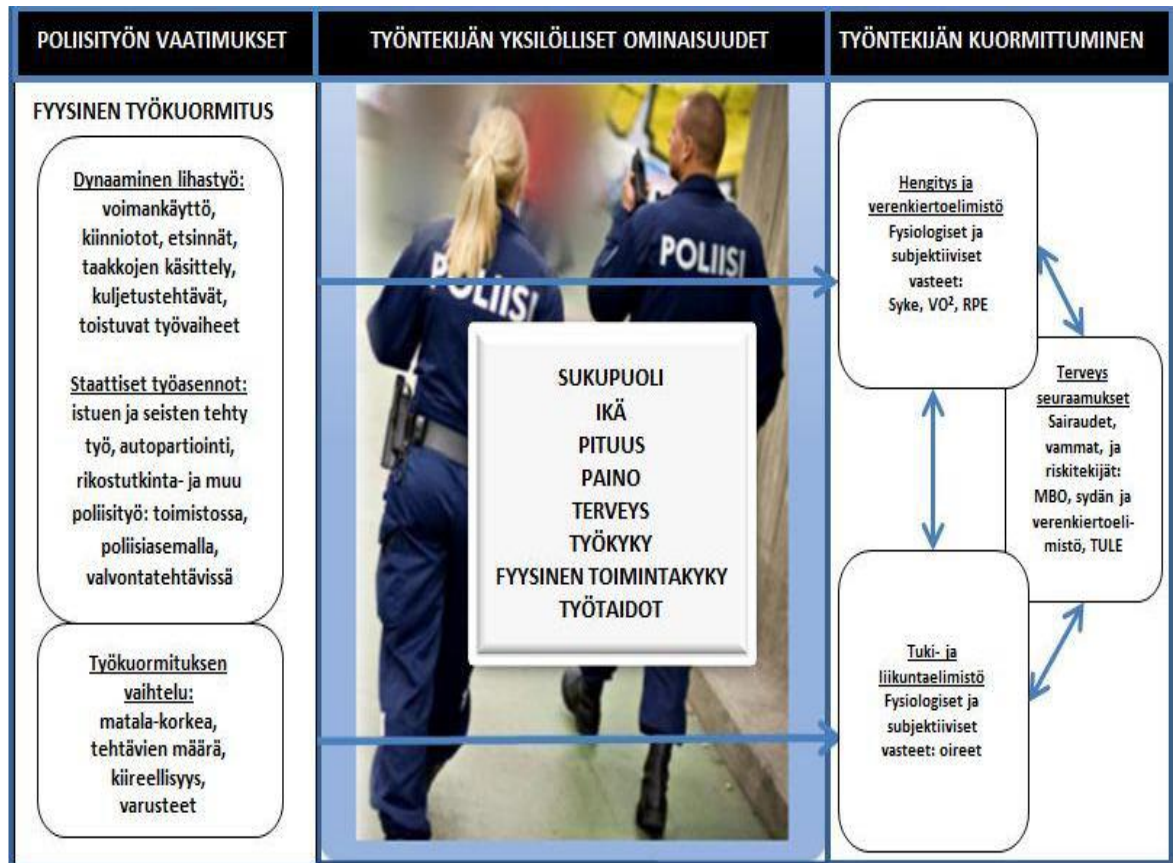 POLIISITYÖN VAATIMUKSET
TYÖNTEKIJÄN YKSILÖLLISET OMINAISUUDET
TYÖNTEKIJÄN KUORMITTUMINEN
FYYSINEN TYÖKUORMITUS
Dynaaminen lihastyö:
voimankäyttö,
kiinniotot, etsinnät,
taakkojen käsittely,
kuljetustehtävät,
toistuvat työvaiheet
Staattiset työasennot:
istuen ja seisten tehty
työ, autopartiointi,
rikostutkinta- ja muu
poliisityö: toimistossa,
poliisiasemalla,
valvontatehtävissä
Työkuormituksen
vaihtelu:
matala-korkea,
tehtävien määrä,
kiireellisyys,
varusteet
POLIISI
POLIISI
SUKUPUOLI
IKÄ
PITUUS
PAINO
TERVEYS
TYÖKYKY
FYYSINEN TOIMINTAKYKY
TYÖTAIDOT
Hengitys ja
verenkiertoelimistö
Fysiologiset ja
subjektiiviset
vasteet:
Syke, VO², RPE
Terveys
seuraamukset
Sairaudet,
vammat, ja
riskitekijät:
MBO, sydän ja
verenkiertoeli-
mistö, TULE
Tuki- ja
liikuntaelimistö
Fysiologiset ja
subjektiiviset
vasteet: oireet